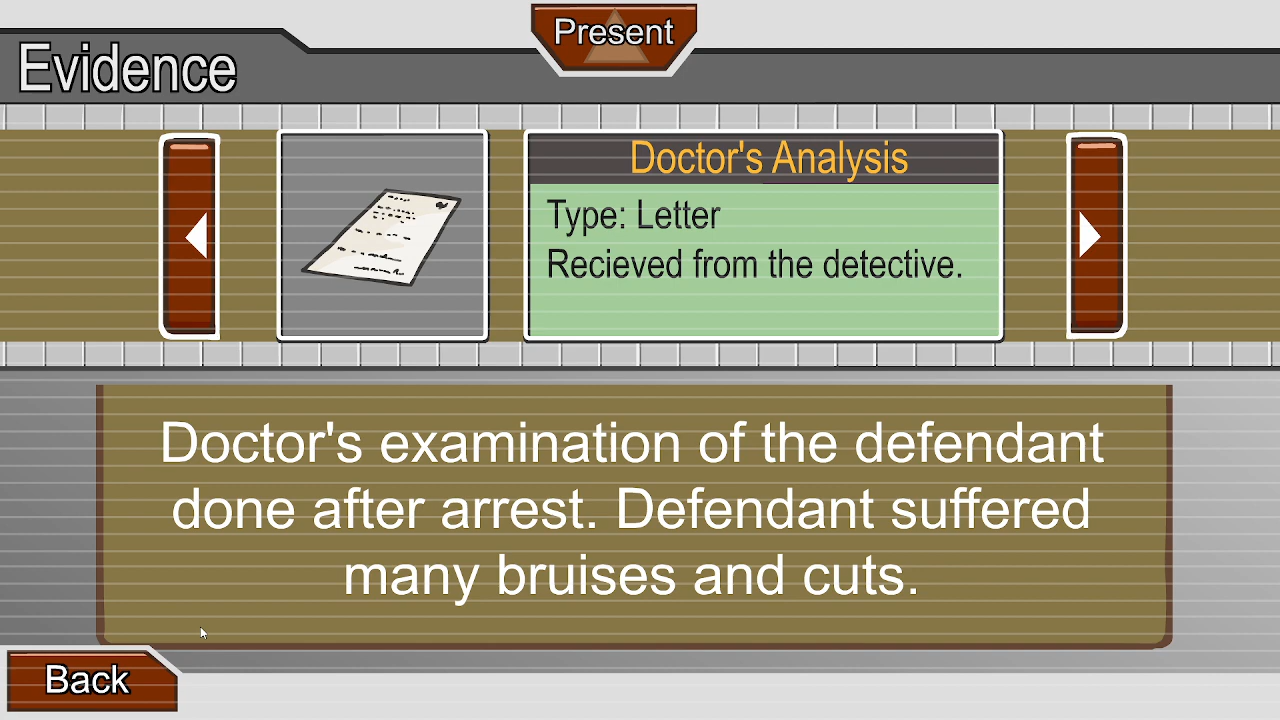 Present
Evidence
Doctor's Analysis
Type: Letter
Recieved from the detective.
Doctor's examination of the defendant
done after arrest. Defendant suffered
many bruises and cuts.
Back